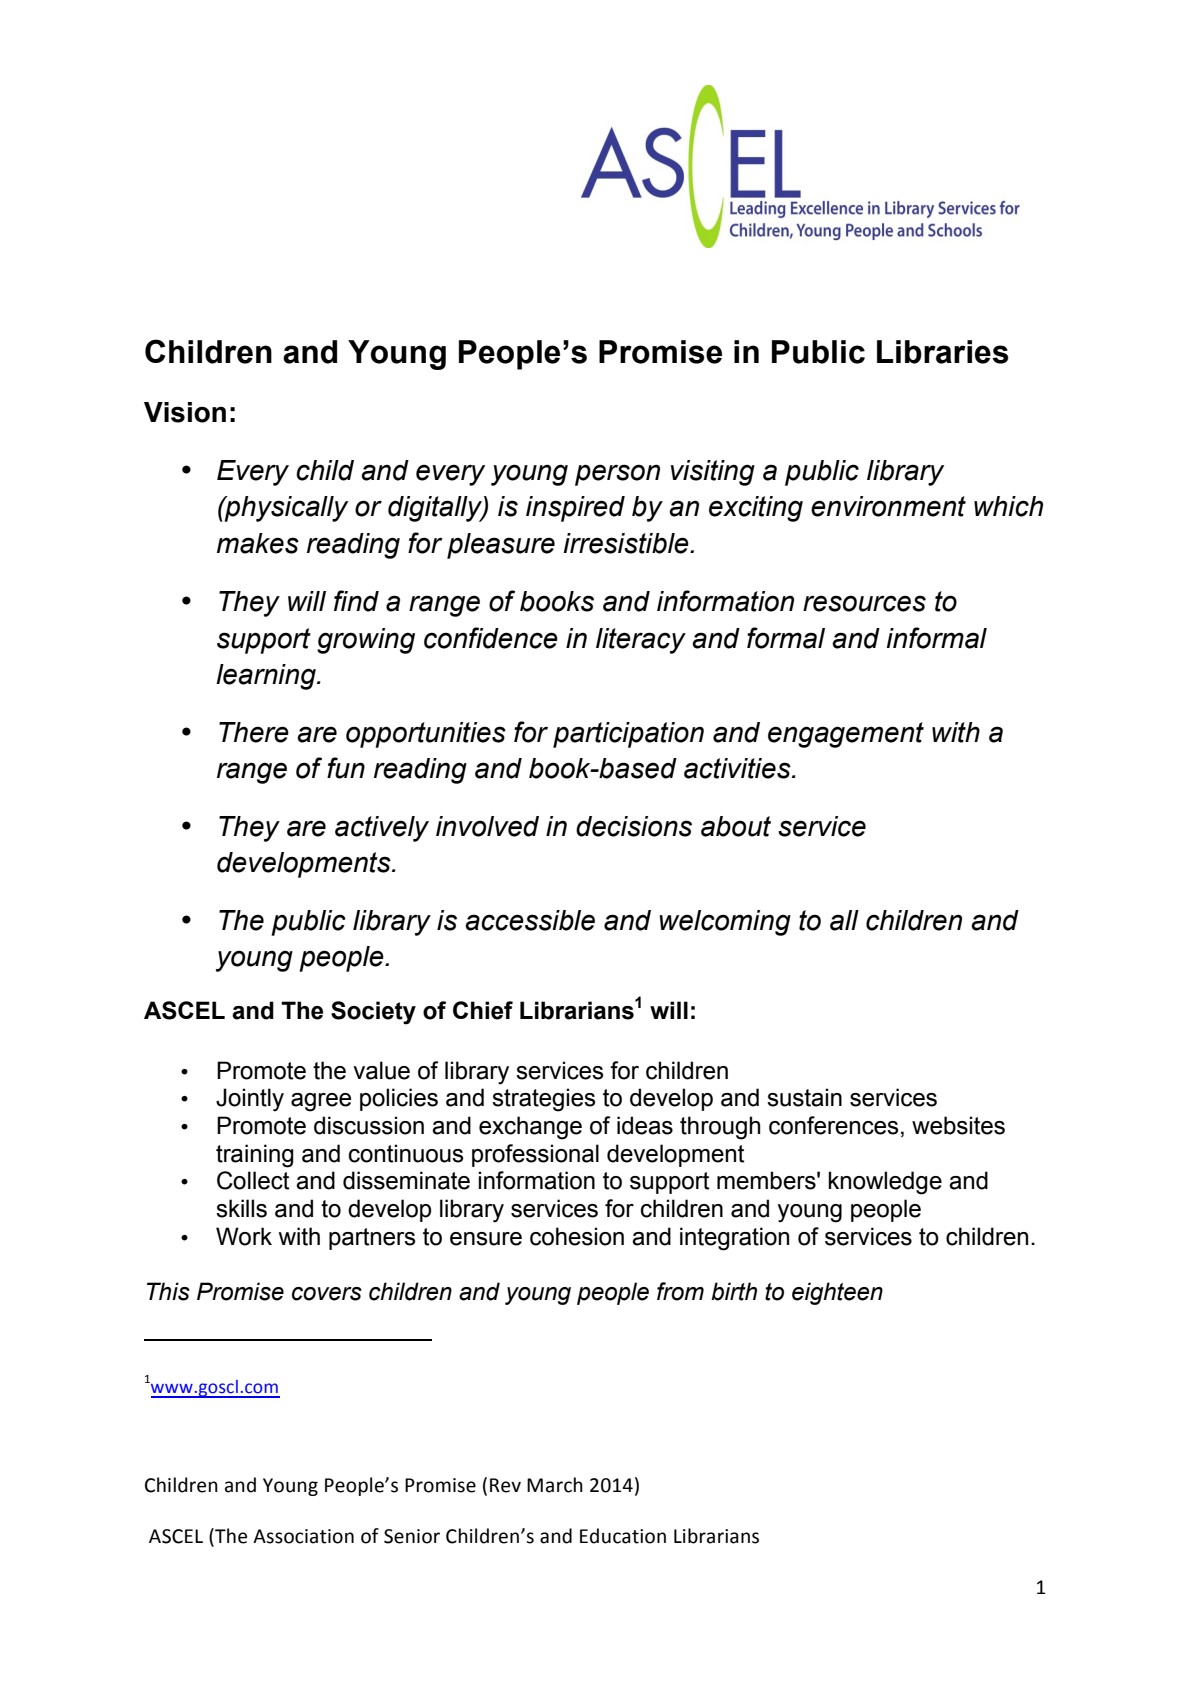 ASCEL
Leading Excellence in Library Services for
Children, Young People and Schools
Children and Young People’s Promise in Public Libraries
Vision:
• Every child and every young person visiting a public library
(physically or digitally) is inspired by an exciting environment which
makes reading for pleasure irresistible.
• They will find a range of books and information resources to
support growing confidence in literacy and formal and informal
learning.
• There are opportunities for participation and engagement with a
range of fun reading and book-based activities.
• They are actively involved in decisions about service
developments.
• The public library is accessible and welcoming to all children and
young people.
ASCEL and The Society of Chief Librarians1 will:
• Promote the value of library services for children
• Jointly agree policies and strategies to develop and sustain services
• Promote discussion and exchange of ideas through conferences, websites
training and continuous professional development
• Collect and disseminate information to support members' knowledge and
skills and to develop library services for children and young people
• Work with partners to ensure cohesion and integration of services to children.
This Promise covers children and young people from birth to eighteen
1www.goscl.com
Children and Young People’s Promise (Rev March 2014)
ASCEL (The Association of Senior Children’s and Education Librarians
1